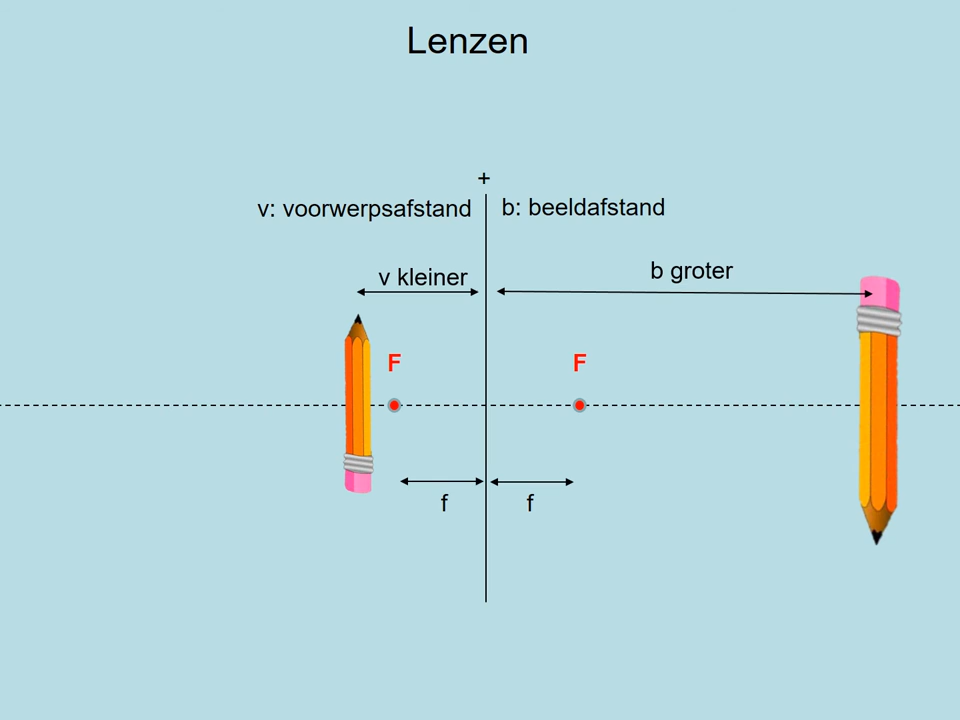 Lenzen
+
v: voorwerpsafstand
b: beeldafstand
v kleiner
b groter
F
F
f
f